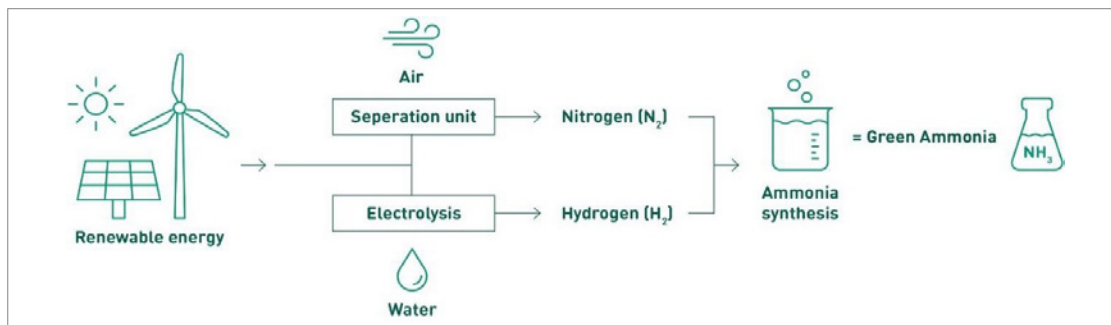 Air
Seperation unit
Nitrogen (N₂)
= Green Ammonia
NH₃
Ammonia
synthesis
Electrolysis
Hydrogen (H₂)
Renewable energy
Water